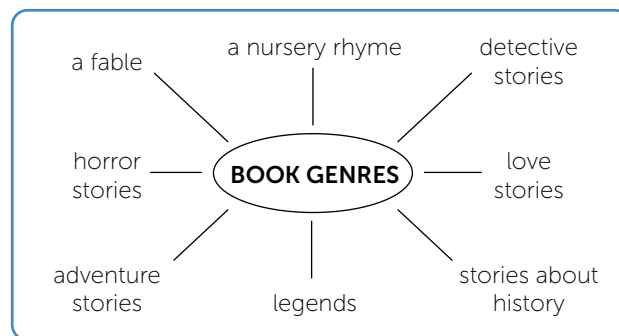 a fable
a nursery rhyme
detective
stories
horror
stories
BOOK GENRES
love
stories
adventure
stories
legends
stories about
history